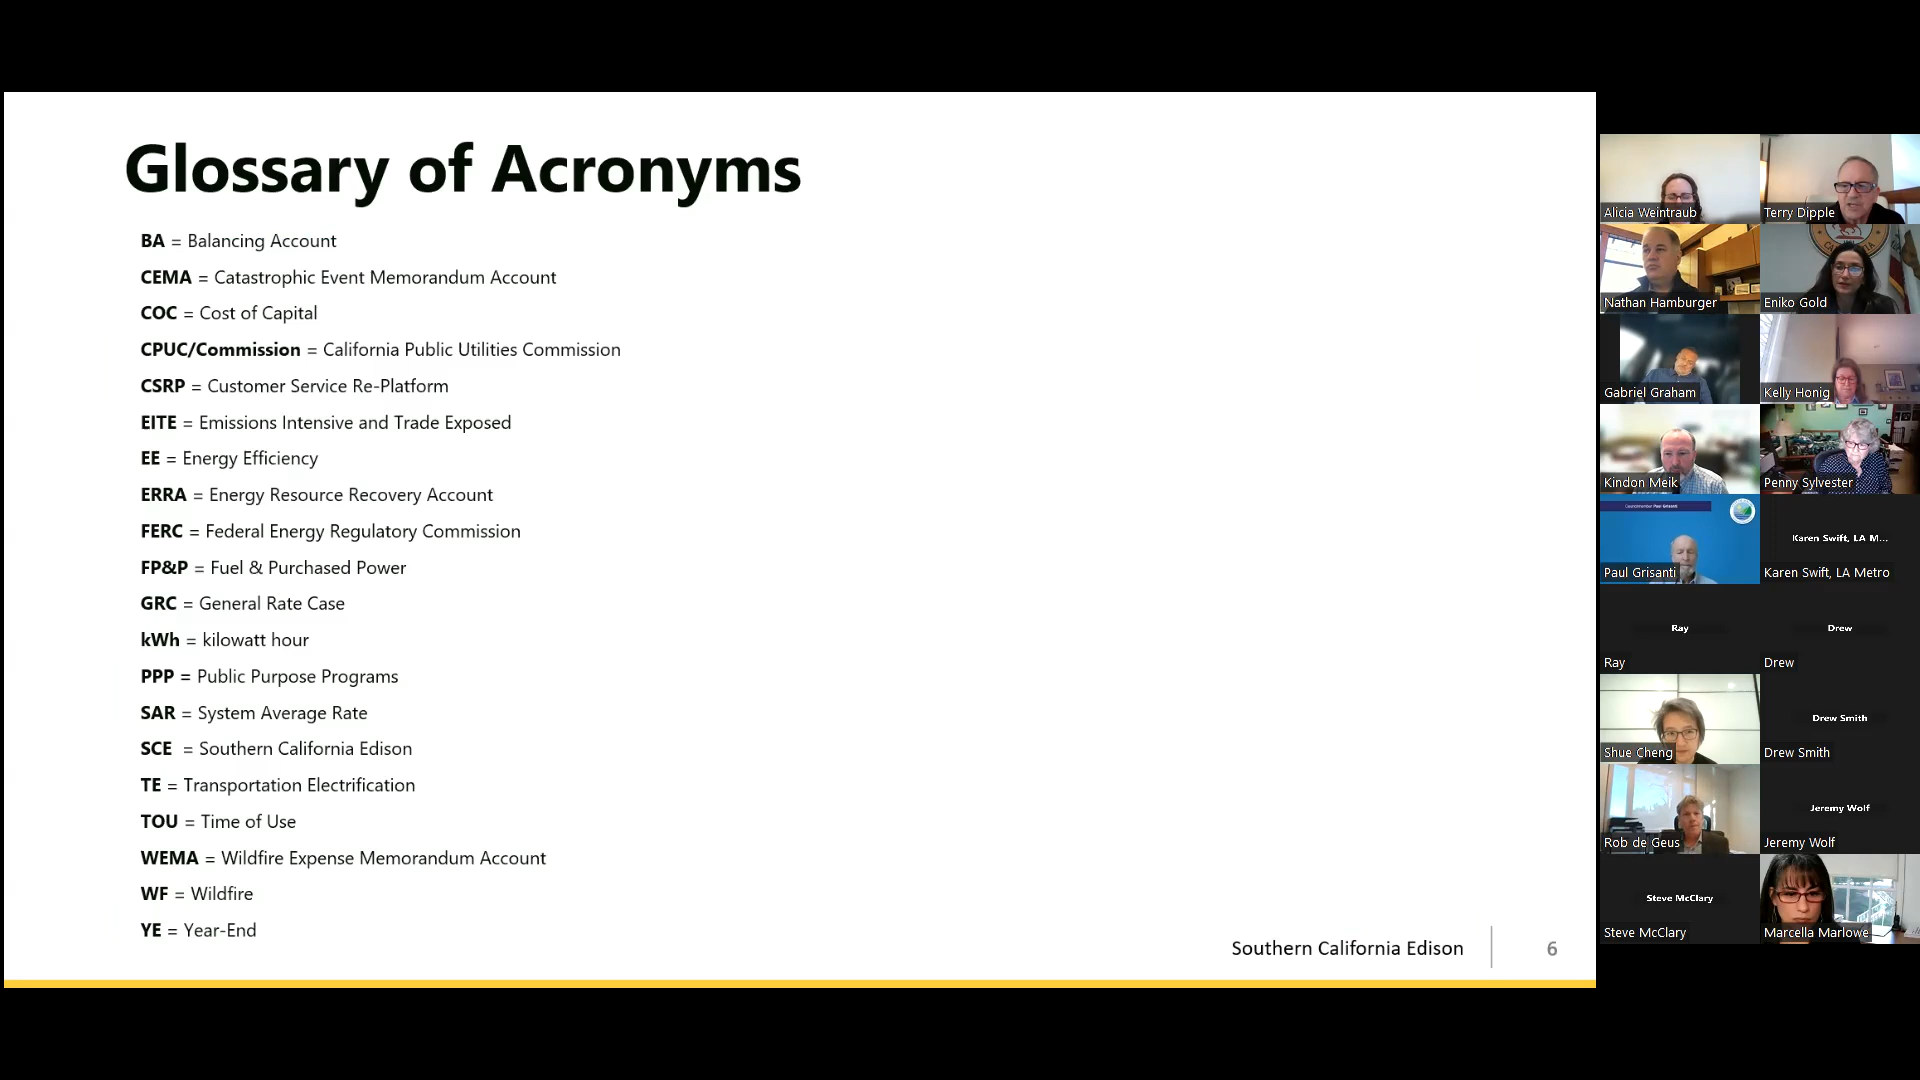 Glossary of Acronyms
BA = Balancing Account
CEMA = Catastrophic Event Memorandum Account
COC = Cost of Capital
CPUC/Commission = California Public Utilities Commission
CSRP = Customer Service Re-Platform
EITE = Emissions Intensive and Trade Exposed
EE = Energy Efficiency
ERRA = Energy Resource Recovery Account
FERC = Federal Energy Regulatory Commission
FP&P = Fuel & Purchased Power
GRC = General Rate Case
kWh = kilowatt hour
PPP = Public Purpose Programs
SAR = System Average Rate
SCE = Southern California Edison
TE = Transportation Electrification
TOU = Time of Use
WEMA = Wildfire Expense Memorandum Account
WF = Wildfire
YE = Year-End
Southern California Edison
6
Alicia Weintraub
Terry Dipple
Nathan Hamburger
Eniko Gold
Gabriel Graham
Kelly Honig
Kindon Meik
Penny Sylvester
Councilmember Paul Grisanti
Paul Grisanti
Karen Swift, LA M...
Karen Swift, LA Metro
Ray
Ray
Drew
Drew
Shue Cheng
Drew Smith
Drew Smith
Rob de Geus
Jeremy Wolf
Jeremy Wolf
Steve McClary
Steve McClary
Marcella Marlowe